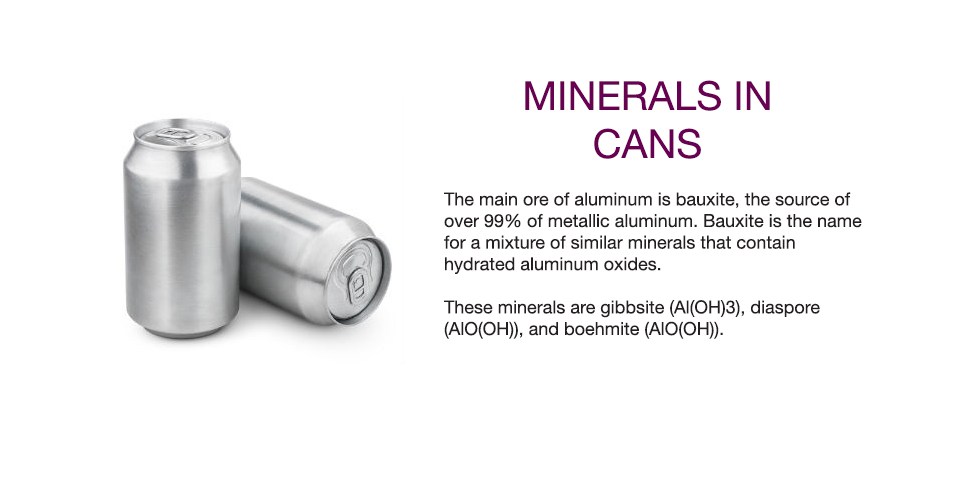 MINERALS IN
CANS
The main ore of aluminum is bauxite, the source of
over 99% of metallic aluminum. Bauxite is the name
for a mixture of similar minerals that contain
hydrated aluminum oxides.
These minerals are gibbsite (Al(OH)3), diaspore
(AlO(OH)), and boehmite (AlO(OH)).